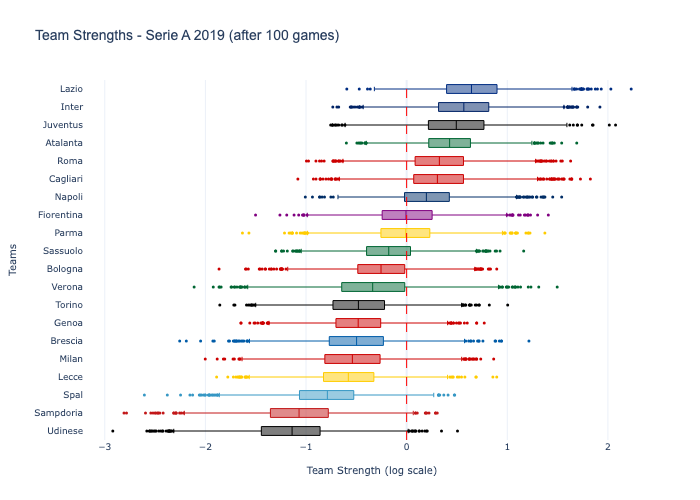 Team Strengths - Serie A 2019 (after 100 games)
Lazio
Inter
Juventus
Atalanta
Roma
Cagliari
Napoli
Fiorentina
Parma
Sassuolo
Bologna
Verona
Torino
Genoa
Brescia
Milan
Lecce
Spal
Sampdoria
Udinese
Teams
−3 −2 −1 0 1 2
Team Strength (log scale)